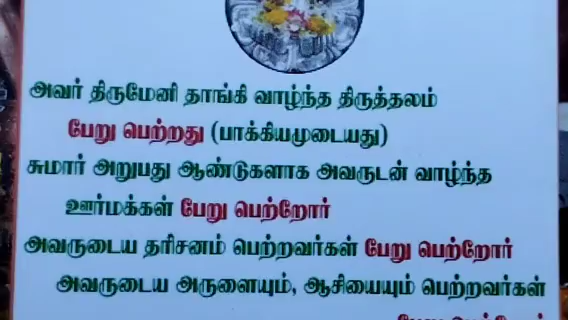 அவர் திருமேனி தாங்கி வாழ்ந்த திருத்தலம்
பேறு பெற்றது (பாக்கியமுடையது)
சுமார் அறுபது ஆண்டுகளாக அவருடன் வாழ்ந்த
ஊர்மக்கள் பேறு பெற்றோர்
அவருடைய தரிசனம் பெற்றவர்கள் பேறு பெற்றோர்
அவருடைய அருளையும், ஆசியையும் பெற்றவர்கள்